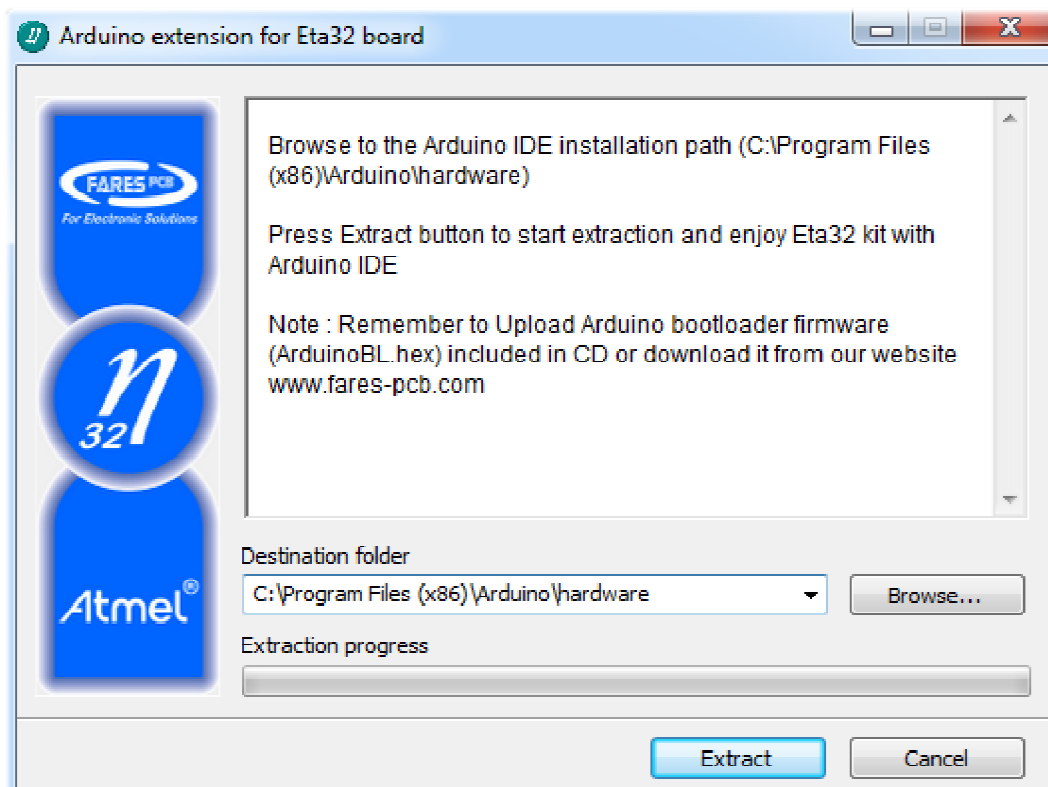 Arduino extension for Eta32 board
FARES PCB
For Electronic Solutions
η
32
Atmel®
Browse to the Arduino IDE installation path (C:\Program Files
(x86)\Arduino\hardware)
Press Extract button to start extraction and enjoy Eta32 kit with
Arduino IDE
Note : Remember to Upload Arduino bootloader firmware
(ArduinoBL.hex) included in CD or download it from our website
www.fares-pcb.com
Destination folder
C:\Program Files (x86)\Arduino\hardware
Browse...
Extraction progress
Extract
Cancel